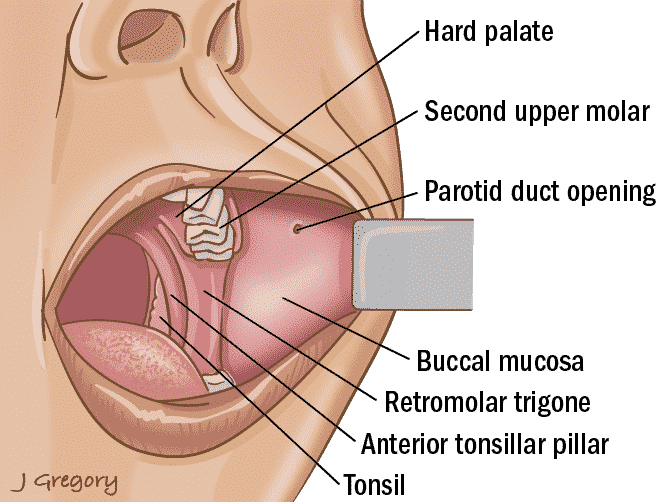 Hard palate
Second upper molar
Parotid duct opening
Buccal mucosa
Retromolar trigone
Anterior tonsillar pillar
Tonsil
J Gregory